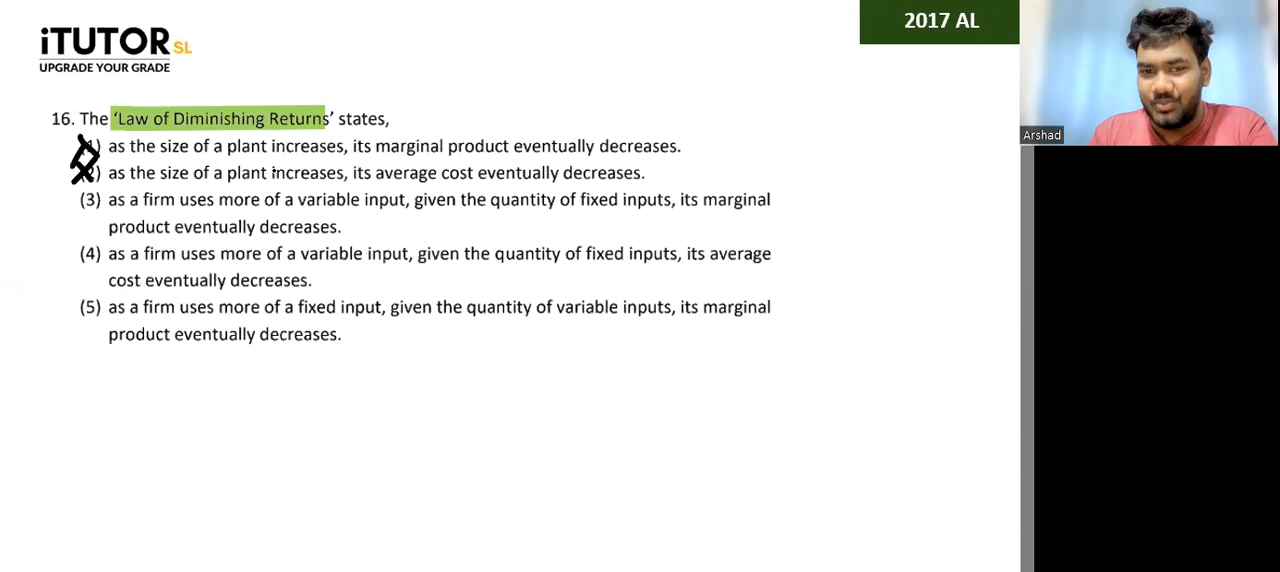 2017 AL
iTUTOR SL
UPGRADE YOUR GRADE
Arshad
16. The ‘Law of Diminishing Returns’ states,
(1) as the size of a plant increases, its marginal product eventually decreases.
(2) as the size of a plant increases, its average cost eventually decreases.
(3) as a firm uses more of a variable input, given the quantity of fixed inputs, its marginal
product eventually decreases.
(4) as a firm uses more of a variable input, given the quantity of fixed inputs, its average
cost eventually decreases.
(5) as a firm uses more of a fixed input, given the quantity of variable inputs, its marginal
product eventually decreases.